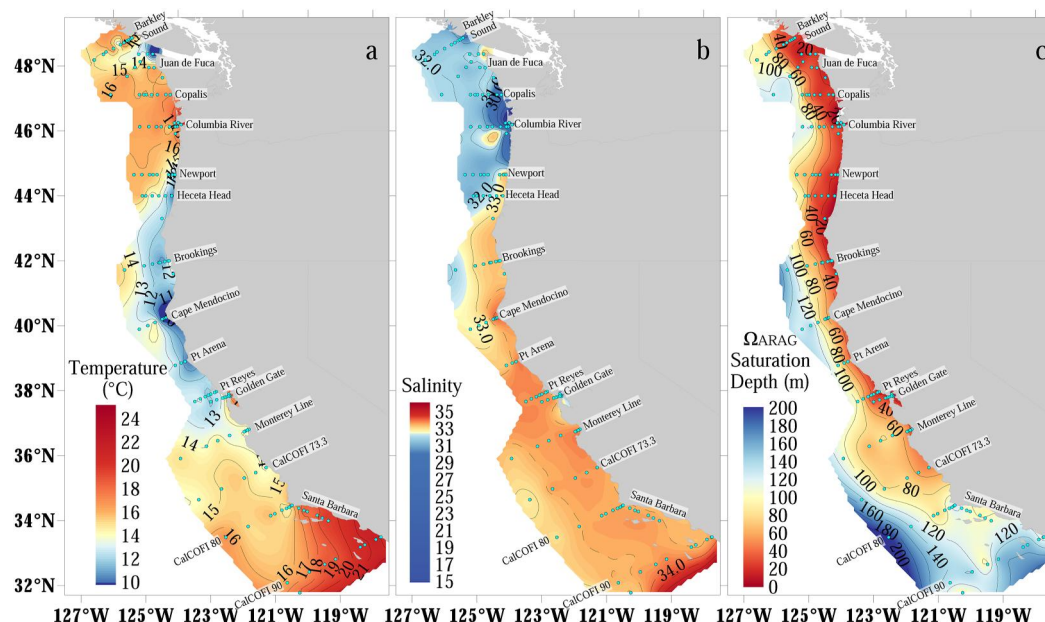 a
Barkley
Sound
Juan de Fuca
Copalis
Columbia River
Newport
Heceta Head
Brookings
Cape Mendocino
Pt Arena
Pt Reyes
Golden Gate
Monterey Line
CalCOFI 73.3
Santa Barbara
CalCOFI 80
CalCOFI 90
48°N
46°N
44°N
42°N
40°N
38°N
36°N
34°N
32°N
15
14
16
16
14
13
12
12
11
13
14
15
15
16
16
17
18
19
20
21
Temperature
(°C)
24
22
20
18
16
14
12
10
127°W
125°W
123°W
121°W
119°W
b
Barkley
Sound
Juan de Fuca
Copalis
Columbia River
Newport
Heceta Head
Brookings
Cape Mendocino
Pt Arena
Pt Reyes
Golden Gate
Monterey Line
CalCOFI 73.3
Santa Barbara
CalCOFI 80
CalCOFI 90
32.0
32.0
33.0
33.0
34.0
Salinity
35
33
31
29
27
25
23
21
19
17
15
127°W
125°W
123°W
121°W
119°W
c
Barkley
Sound
Juan de Fuca
Copalis
Columbia River
Newport
Heceta Head
Brookings
Cape Mendocino
Pt Arena
Pt Reyes
Golden Gate
Monterey Line
CalCOFI 73.3
Santa Barbara
CalCOFI 80
CalCOFI 90
40
20
80
60
100
80
40
40
20
60
100
80
40
120
60
80
100
40
60
80
100
120
120
140
160
180
200
ΩARAG
Saturation
Depth (m)
200
180
160
140
120
100
80
60
40
20
0
127°W
125°W
123°W
121°W
119°W